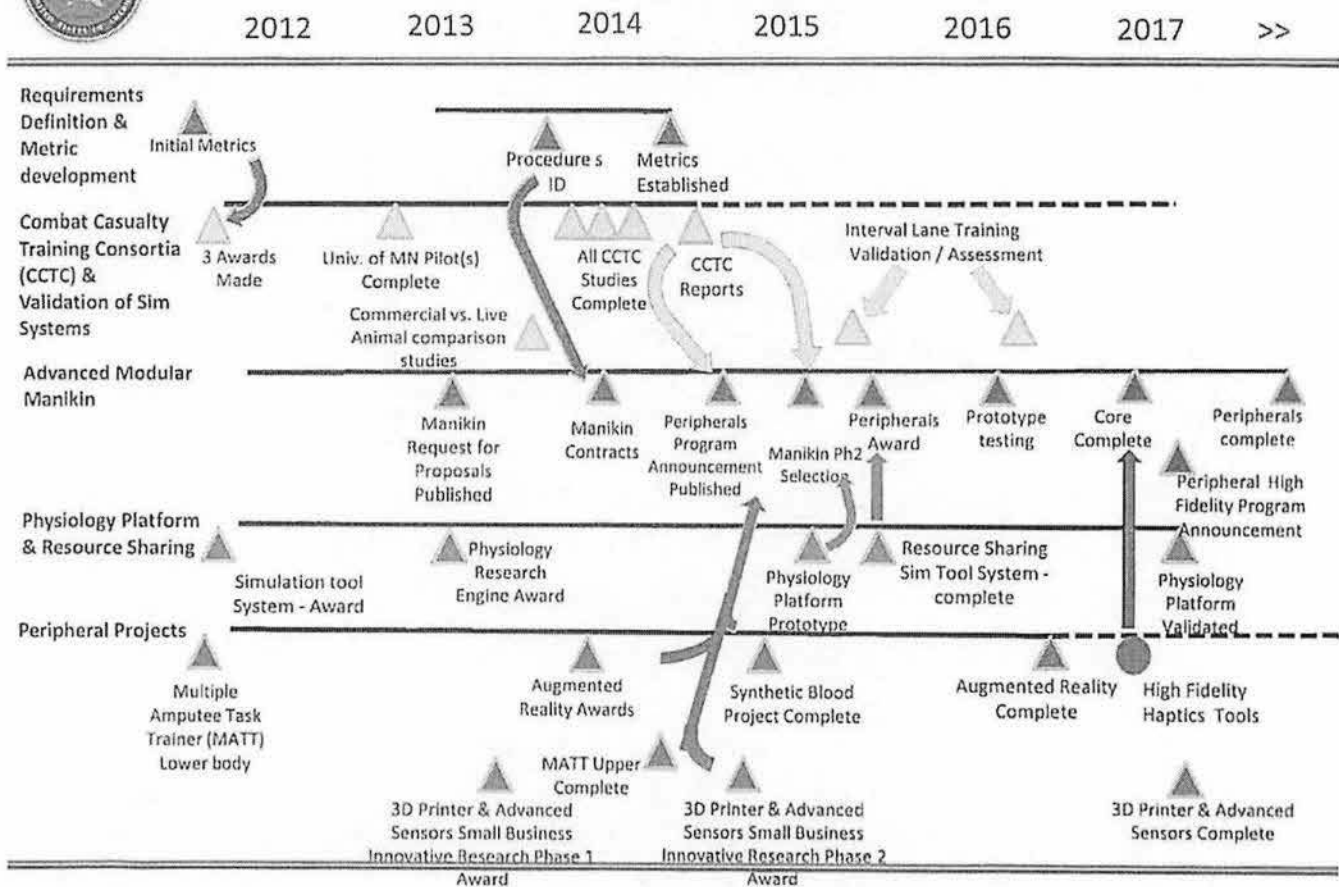 2012 2013 2014 2015 2016 2017 >>
Requirements
Definition &
Metric
development
Initial Metrics
Procedure s
ID
Metrics
Established
Combat Casualty
Training Consortia
(CCTC) &
Validation of Sim
Systems
3 Awards
Made
Univ. of MN Pilot(s)
Complete
Commercial vs. Live
Animal comparison
studies
All CCTC
Studies
Complete
CCTC
Reports
Interval Lane Training
Validation / Assessment
Advanced Modular
Manikin
Manikin
Request for
Proposals
Published
Manikin
Contracts
Peripherals
Program
Announcement
Published
Manikin Ph2
Selection
Peripherals
Award
Prototype
testing
Core
Complete
Peripherals
complete
Peripheral High
Fidelity Program
Announcement
Physiology Platform
& Resource Sharing
Simulation tool
System - Award
Physiology
Research
Engine Award
Physiology
Platform
Prototype
Resource Sharing
Sim Tool System -
complete
Physiology
Platform
Validated
Peripheral Projects
Multiple
Amputee Task
Trainer (MATT)
Lower body
Augmented
Reality Awards
Synthetic Blood
Project Complete
Augmented Reality
Complete
High Fidelity
Haptics Tools
MATT Upper
Complete
3D Printer & Advanced
Sensors Small Business
Innovative Research Phase 1
Award
3D Printer & Advanced
Sensors Small Business
Innovative Research Phase 2
Award
3D Printer & Advanced
Sensors Complete